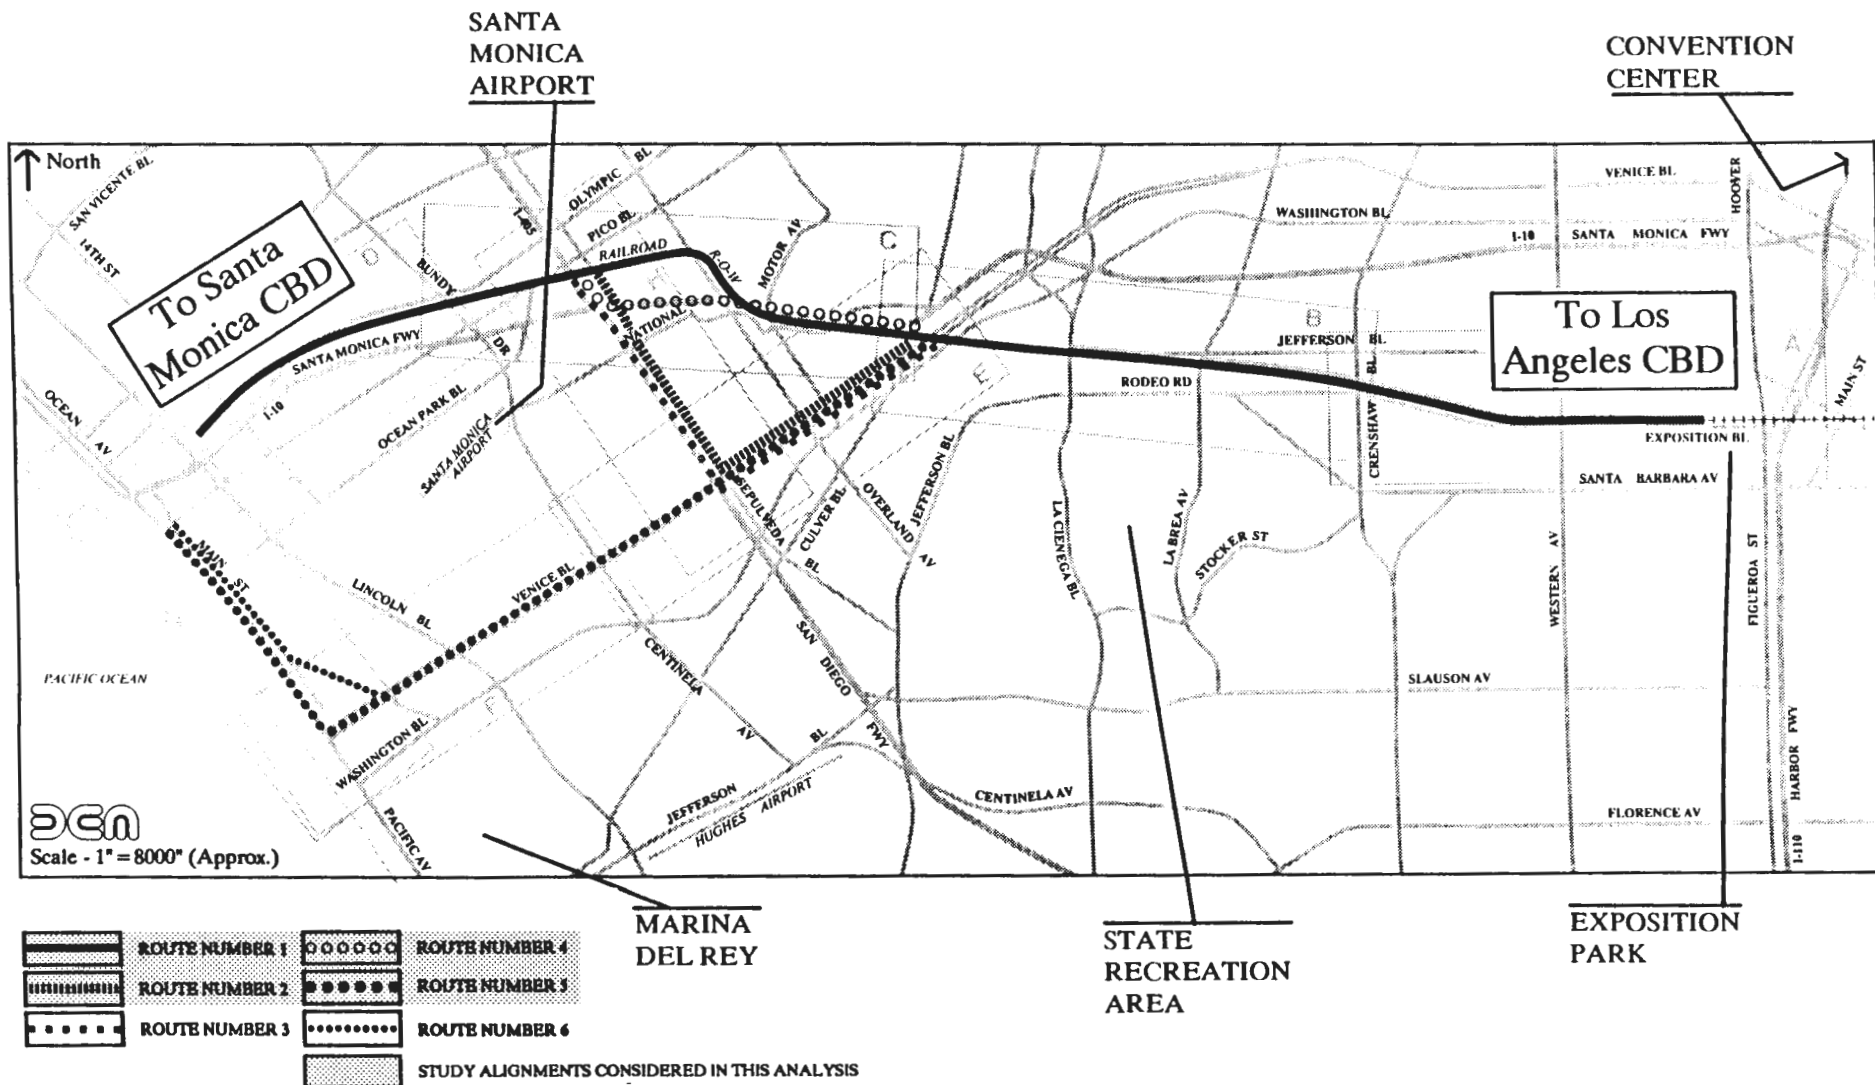 SANTA
MONICA
AIRPORT
CONVENTION
CENTER
North
SAN VICENTE BL
14TH ST
To Santa
Monica CBD
BUNDY
DR
I-405
OLYMPIC BL
PICO BL
RAILROAD
R-O-W
MOTOR AV
NATIONAL
SANTA MONICA FWY
I-10
OCEAN PARK BL
SANTA MONICA
AIRPORT
OCEAN AV
MAIN ST
LINCOLN BL
VENICE BL
SEPULVEDA
BL
CULVER BL
OVERLAND AV
JEFFERSON BL
CENTINELA
AV
SAN DIEGO FWY
WASHINGTON BL
PACIFIC AV
PACIFIC OCEAN
JEFFERSON
BL
HUGHES AIRPORT
CENTINELA AV
LA CIENEGA BL
LA BREA AV
STOCKER ST
RODEO RD
JEFFERSON BL
CRENSHAW BL
WASHINGTON BL
VENICE BL
I-10 SANTA MONICA FWY
HOOVER
To Los
Angeles CBD
MAIN ST
EXPOSITION BL
SANTA BARBARA AV
WESTERN AV
FIGUEROA ST
SLAUSON AV
HARBOR FWY
FLORENCE AV
I-110
A
B
C
D
E
DCM
Scale - 1" = 8000" (Approx.)
MARINA
DEL REY
STATE
RECREATION
AREA
EXPOSITION
PARK
ROUTE NUMBER 1
ROUTE NUMBER 2
ROUTE NUMBER 3
ROUTE NUMBER 4
ROUTE NUMBER 5
ROUTE NUMBER 6
STUDY ALIGNMENTS CONSIDERED IN THIS ANALYSIS